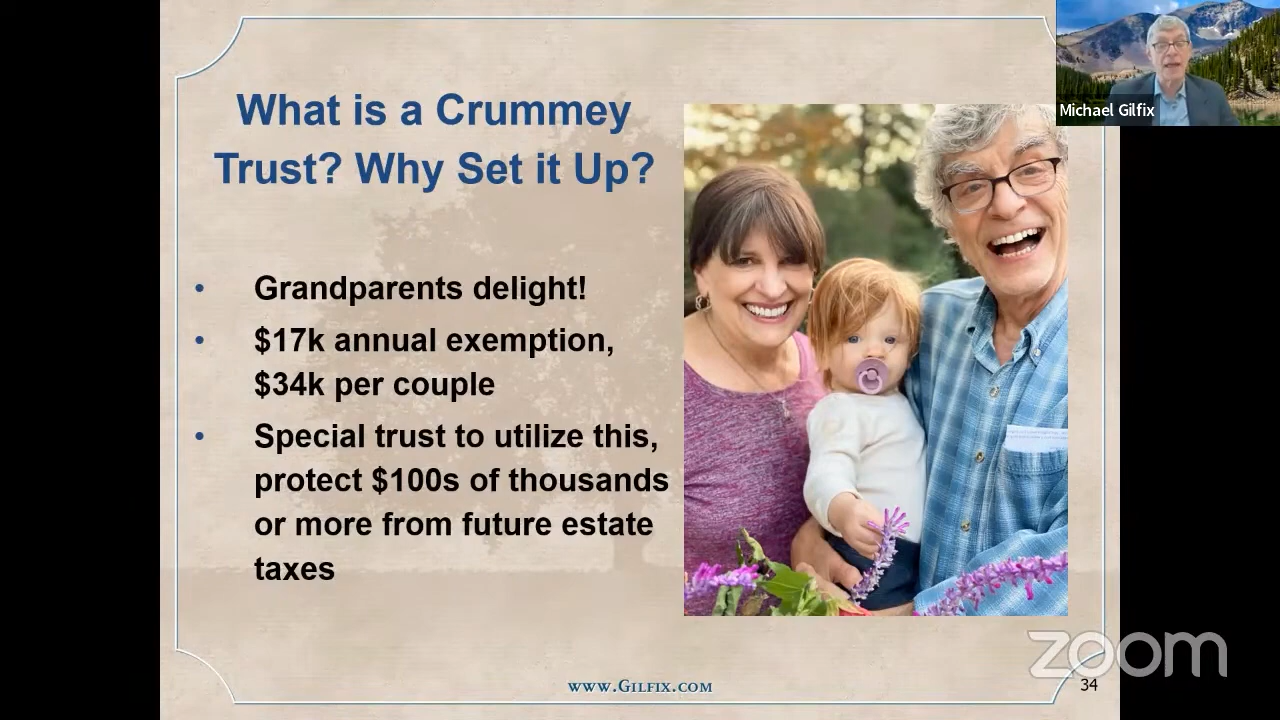 What is a Crummey
Trust? Why Set it Up?
Michael Gilfix
• Grandparents delight!
• $17k annual exemption,
$34k per couple
• Special trust to utilize this,
protect $100s of thousands
or more from future estate
taxes
zoom
www.Gilfix.com
34